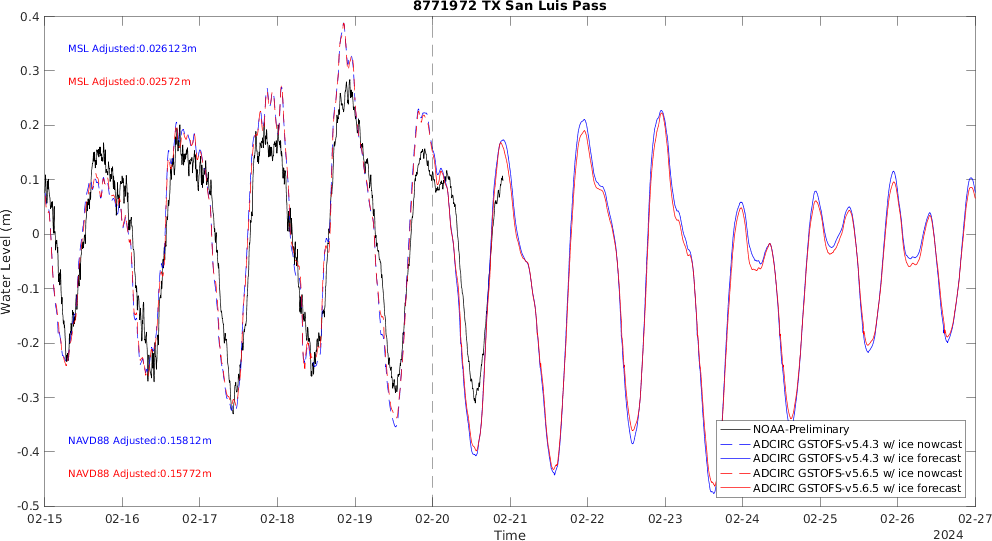 8771972 TX San Luis Pass
MSL Adjusted:0.026123m
MSL Adjusted:0.02572m
NAVD88 Adjusted:0.15812m
NAVD88 Adjusted:0.15772m
Water Level (m)
0.4
0.3
0.2
0.1
0
-0.1
-0.2
-0.3
-0.4
-0.5
NOAA-Preliminary
ADCIRC GSTOFS-v5.4.3 w/ ice nowcast
ADCIRC GSTOFS-v5.4.3 w/ ice forecast
ADCIRC GSTOFS-v5.6.5 w/ ice nowcast
ADCIRC GSTOFS-v5.6.5 w/ ice forecast
02-15 02-16 02-17 02-18 02-19 02-20 02-21 02-22 02-23 02-24 02-25 02-26 02-27
Time
2024